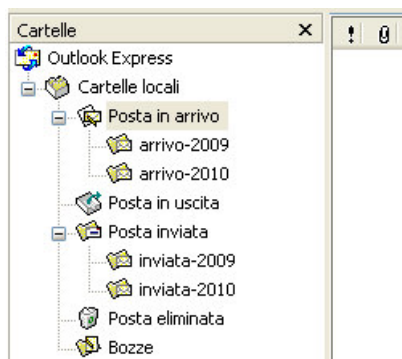 Cartelle
Outlook Express
Cartelle locali
Posta in arrivo
arrivo-2009
arrivo-2010
Posta in uscita
Posta inviata
inviata-2009
inviata-2010
Posta eliminata
Bozze